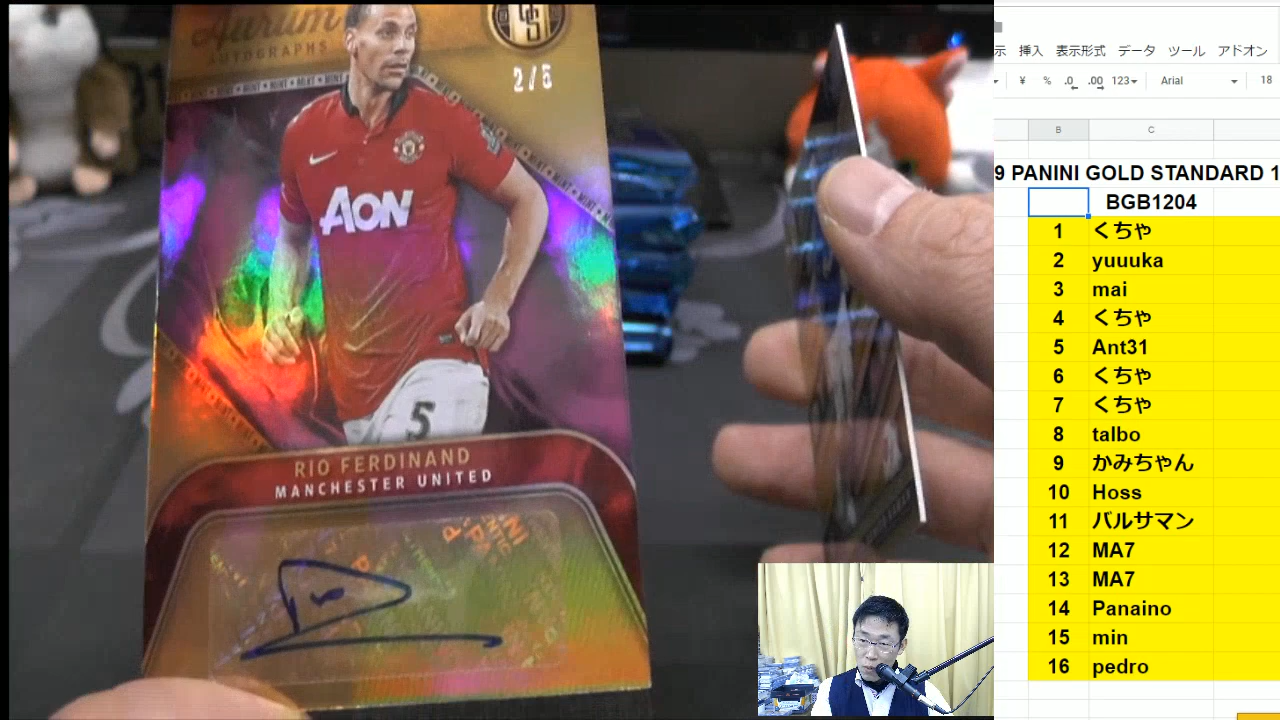 Aurum
AUTOGRAPHS
2/5
AON
5
RIO FERDINAND
MANCHESTER UNITED
示 挿入 表示形式 データ ツール アドオン
¥ % .0 .00 123 Arial 18
B C
9 PANINI GOLD STANDARD 1
BGB1204
1 くちゃ
2 yuuuka
3 mai
4 くちゃ
5 Ant31
6 くちゃ
7 くちゃ
8 talbo
9 かみちゃん
10 Hoss
11 バルサマン
12 MA7
13 MA7
14 Panaino
15 min
16 pedro